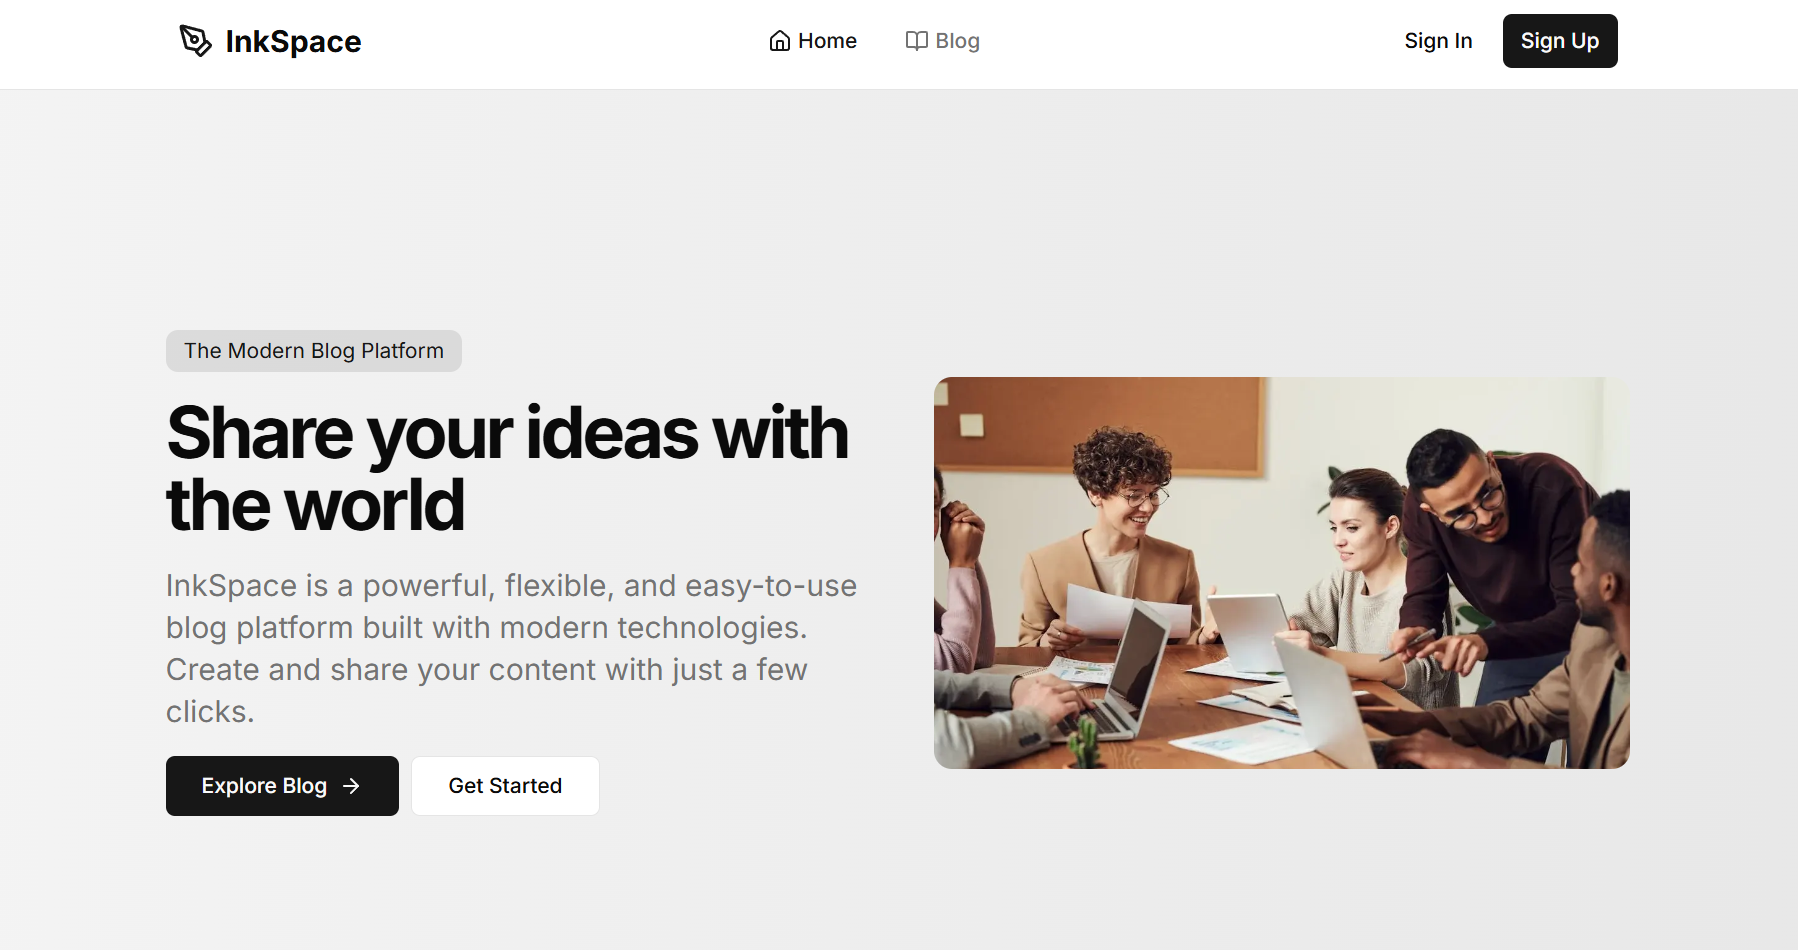 InkSpace
Home
Blog
Sign In
Sign Up
The Modern Blog Platform
Share your ideas with
the world
InkSpace is a powerful, flexible, and easy-to-use
blog platform built with modern technologies.
Create and share your content with just a few
clicks.
Explore Blog
Get Started